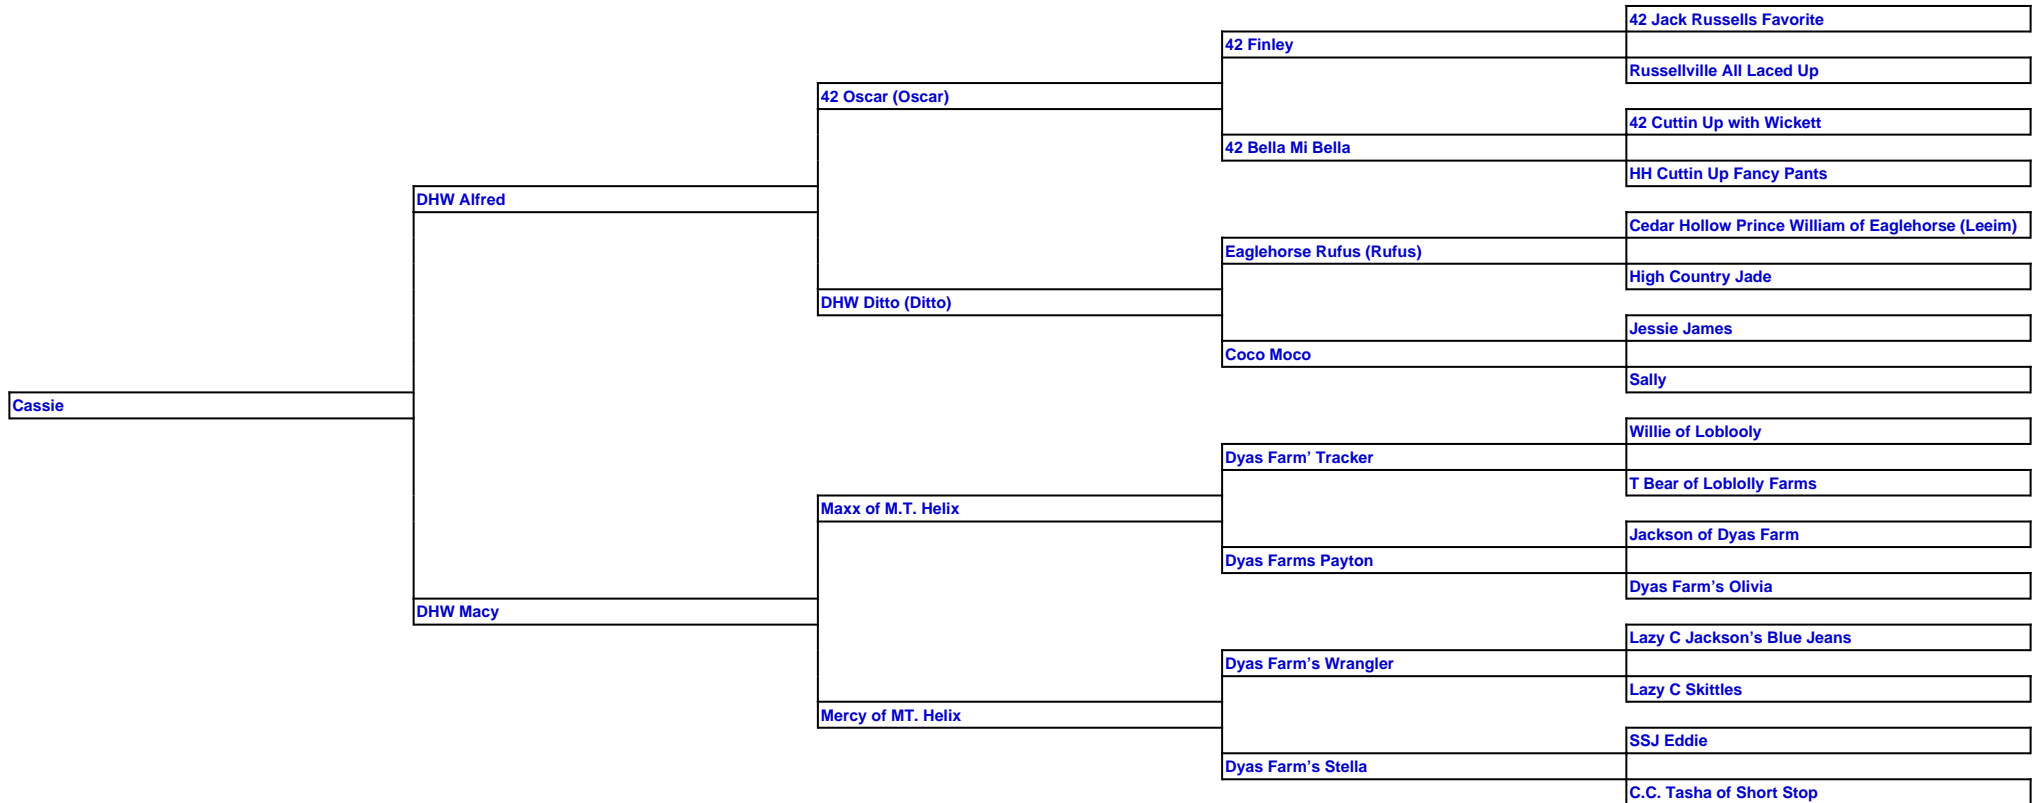 42 Jack Russells Favorite
42 Finley
Russellville All Laced Up
42 Oscar (Oscar)
42 Cuttin Up with Wickett
42 Bella Mi Bella
HH Cuttin Up Fancy Pants
DHW Alfred
Cedar Hollow Prince William of Eaglehorse (Leeim)
Eaglehorse Rufus (Rufus)
High Country Jade
DHW Ditto (Ditto)
Jessie James
Coco Moco
Sally
Cassie
Willie of Loblooly
Dyas Farm’ Tracker
T Bear of Loblolly Farms
Maxx of M.T. Helix
Jackson of Dyas Farm
Dyas Farms Payton
Dyas Farm’s Olivia
DHW Macy
Lazy C Jackson’s Blue Jeans
Dyas Farm’s Wrangler
Lazy C Skittles
Mercy of MT. Helix
SSJ Eddie
Dyas Farm’s Stella
C.C. Tasha of Short Stop